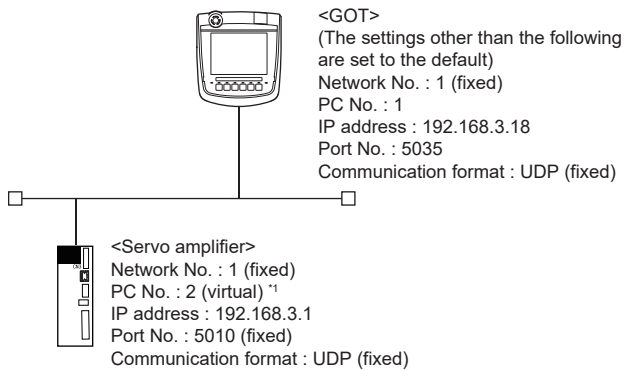 <GOT>
(The settings other than the following
are set to the default)
Network No. : 1 (fixed)
PC No. : 1
IP address : 192.168.3.18
Port No. : 5035
Communication format : UDP (fixed)
<Servo amplifier>
Network No. : 1 (fixed)
PC No. : 2 (virtual) *1
IP address : 192.168.3.1
Port No. : 5010 (fixed)
Communication format : UDP (fixed)